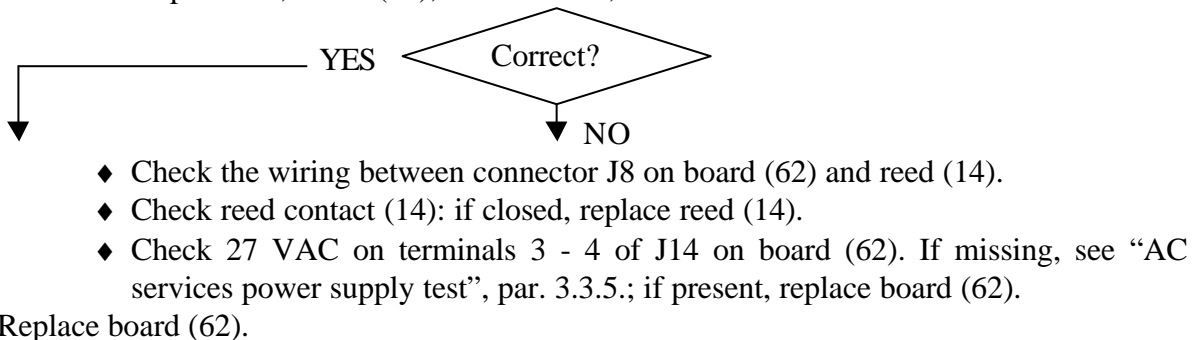 YES Correct?
NO
♦ Check the wiring between connector J8 on board (62) and reed (14).
♦ Check reed contact (14): if closed, replace reed (14).
♦ Check 27 VAC on terminals 3 - 4 of J14 on board (62). If missing, see “AC
services power supply test”, par. 3.3.5.; if present, replace board (62).
Replace board (62).